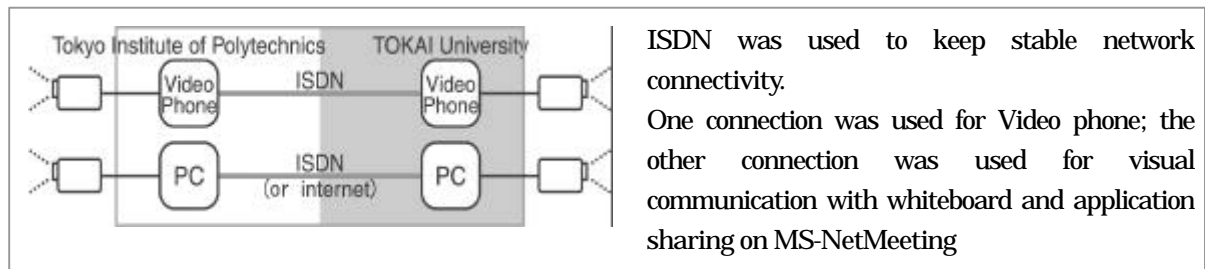 Tokyo Institute of Polytechnics TOKAI University
Video Phone ISDN Video Phone
PC ISDN (or internet) PC
ISDN was used to keep stable network
connectivity.
One connection was used for Video phone; the
other connection was used for visual
communication with whiteboard and application
sharing on MS-NetMeeting